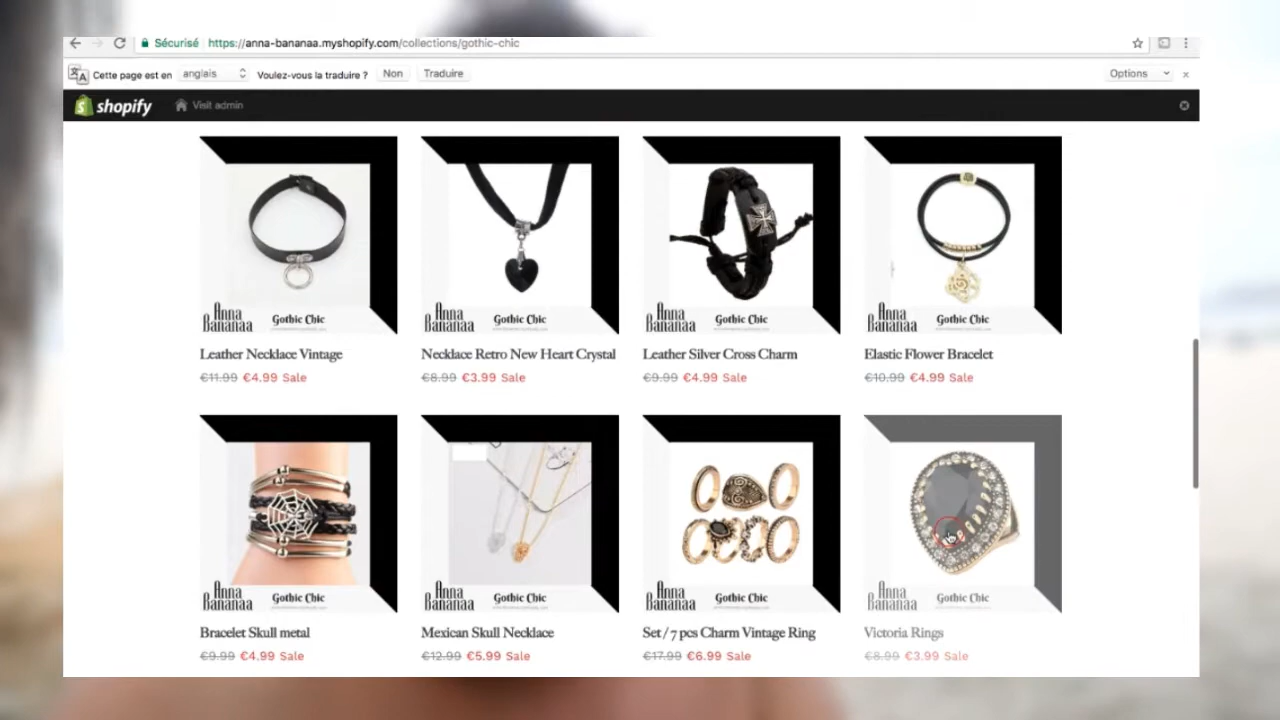 Sécurisé https://anna-bananaa.myshopify.com/collections/gothic-chic
Cette page est en anglais Voulez-vous la traduire ? Non Traduire Options
shopify Visit admin
Anna Bananaa Gothic Chic
Anna Bananaa Gothic Chic
Anna Bananaa Gothic Chic
Anna Bananaa Gothic Chic
Leather Necklace Vintage
€11.99 €4.99 Sale
Necklace Retro New Heart Crystal
€8.99 €3.99 Sale
Leather Silver Cross Charm
€9.99 €4.99 Sale
Elastic Flower Bracelet
€10.99 €4.99 Sale
Anna Bananaa Gothic Chic
Anna Bananaa Gothic Chic
Anna Bananaa Gothic Chic
Anna Bananaa Gothic Chic
Bracelet Skull metal
€9.99 €4.99 Sale
Mexican Skull Necklace
€12.99 €5.99 Sale
Set / 7 pcs Charm Vintage Ring
€17.99 €6.99 Sale
Victoria Rings
€8.99 €3.99 Sale